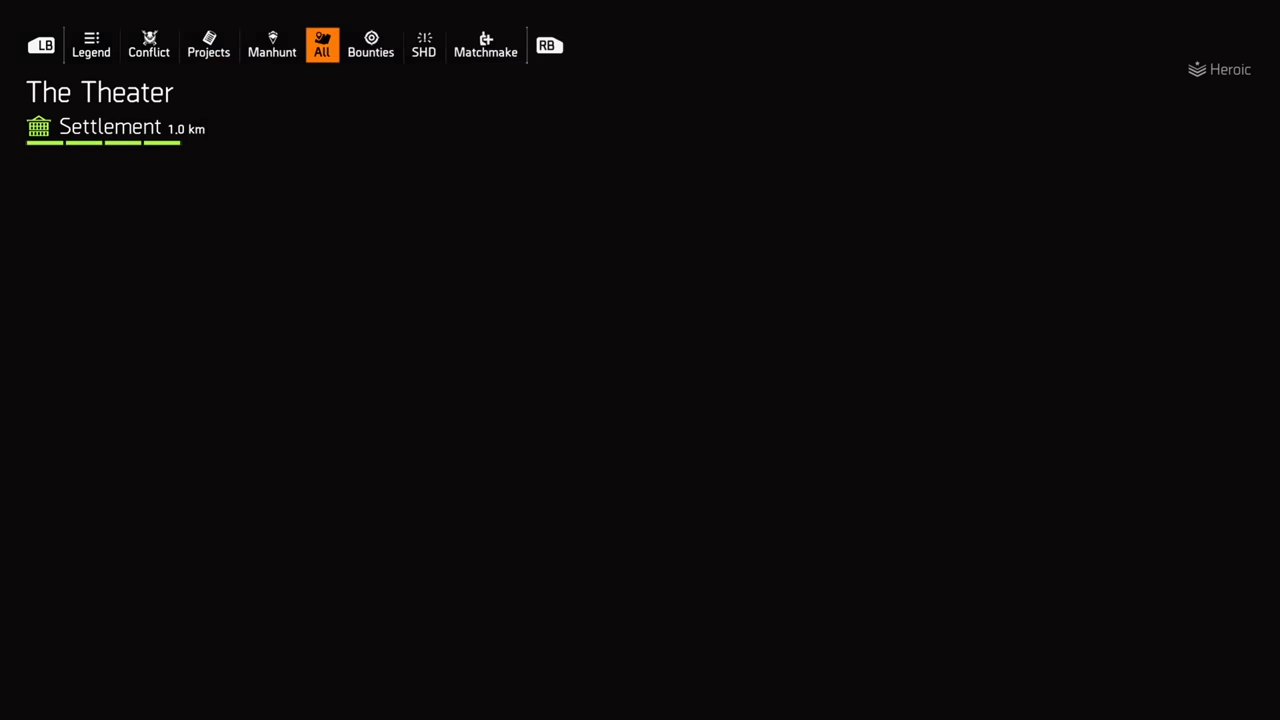 LB Legend Conflict Projects Manhunt All Bounties SHD Matchmake RB
Heroic
The Theater
Settlement 1.0 km